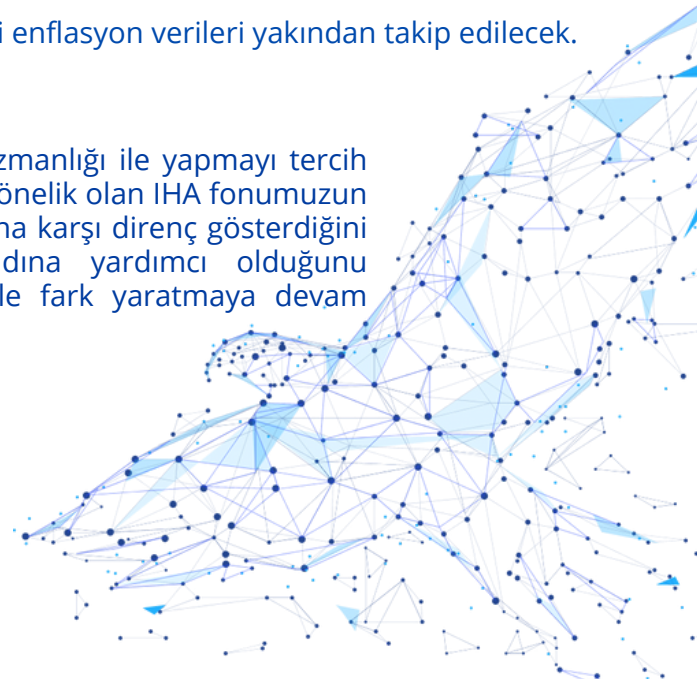 i enflasyon verileri yakından takip edilecek.
zmanlığı ile yapmayı tercih
önelik olan IHA fonumuzun
na karşı direnç gösterdiğini
dına yardımcı olduğunu
le fark yaratmaya devam